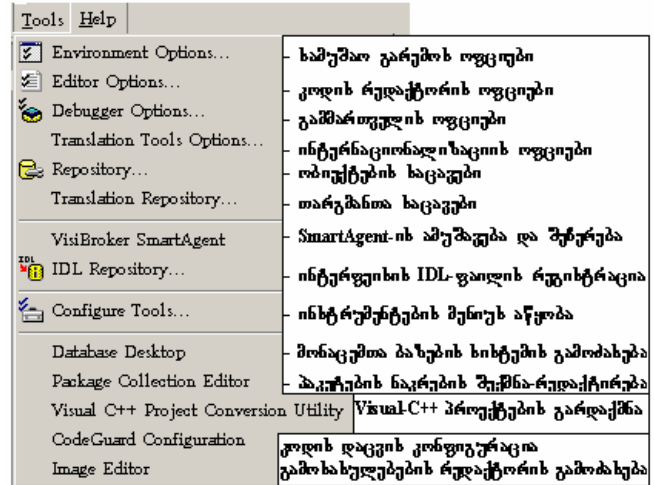 Tools Help
Environment Options... - სამუშაო გარემოს ოფციები
Editor Options... - კოდის რედაქტორის ოფციები
Debugger Options... - გამმართველის ოფციები
Translation Tools Options... - ინტერნაციონალიზაციის ოფციები
Repository... - ობიექტების საცავები
Translation Repository... - თარგმანთა საცავები
VisiBroker SmartAgent - SmartAgent-ის ამუშავება და შეჩერება
IDL Repository... - ინტერფეისის IDL-ფაილის რეგისტრაცია
Configure Tools... - ინსტრუმენტების მენიუს აწყობა
Database Desktop - მონაცემთა ბაზების სისტემის გამოძახება
Package Collection Editor - პაკეტების ნაკრების შექმნა-რედაქტირება
Visual C++ Project Conversion Utility Visual-C++ პროექტების გარდაქმნა
CodeGuard Configuration კოდის დაცვის კონფიგურაცია
Image Editor გამოსახულებების რედაქტორის გამოძახება